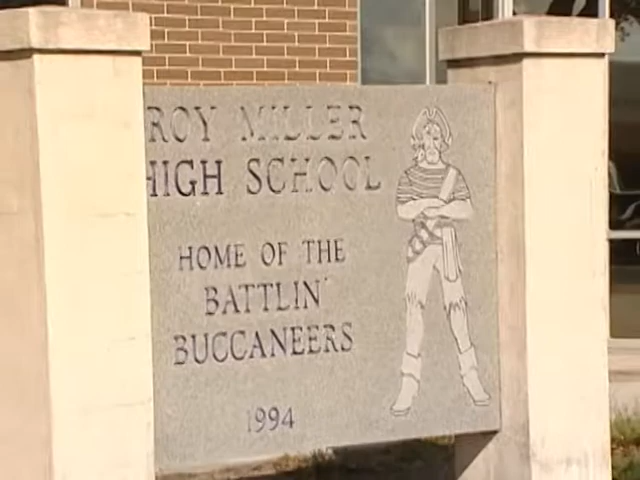 ROY MILLER
HIGH SCHOOL
HOME OF THE
BATTLIN'
BUCCANEERS
1994